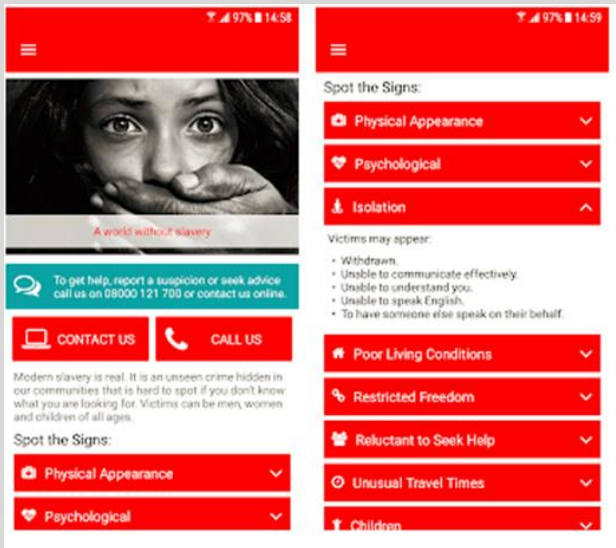 97% 14:58
A world without slavery
To get help, report a suspicion or seek advice
call us on 08000 121 700 or contact us online.
CONTACT US
CALL US
Modern slavery is real. It is an unseen crime hidden in
our communities that is hard to spot if you don't know
what you are looking for. Victims can be men, women
and children of all ages.
Spot the Signs:
Physical Appearance
Psychological
97% 14:59
Spot the Signs:
Physical Appearance
Psychological
Isolation
Victims may appear:
• Withdrawn.
• Unable to communicate effectively.
• Unable to understand you.
• Unable to speak English.
• To have someone else speak on their behalf.
Poor Living Conditions
Restricted Freedom
Reluctant to Seek Help
Unusual Travel Times
Children